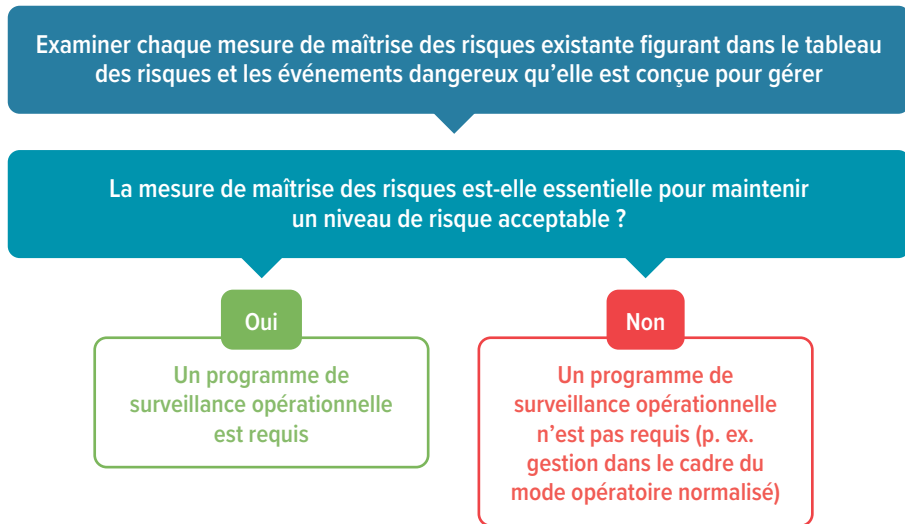 Examiner chaque mesure de maîtrise des risques existante figurant dans le tableau
des risques et les événements dangereux qu’elle est conçue pour gérer
La mesure de maîtrise des risques est-elle essentielle pour maintenir
un niveau de risque acceptable ?
Oui
Un programme de
surveillance opérationnelle
est requis
Non
Un programme de
surveillance opérationnelle
n’est pas requis (p. ex.
gestion dans le cadre du
mode opératoire normalisé)